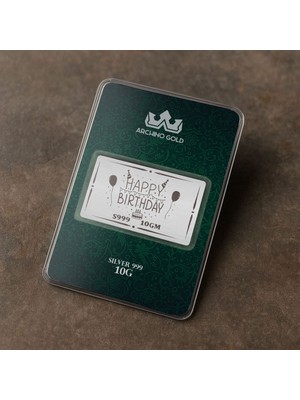 ARCHINO GOLD
HAPPY
BIRTHDAY
S999 10GM
SILVER 999
10G